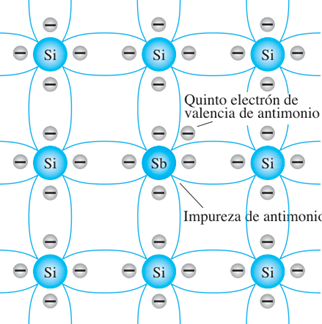 Si Si Si
Quinto electrón de
valencia de antimonio
Si Sb Si
Impureza de antimonio
Si Si Si